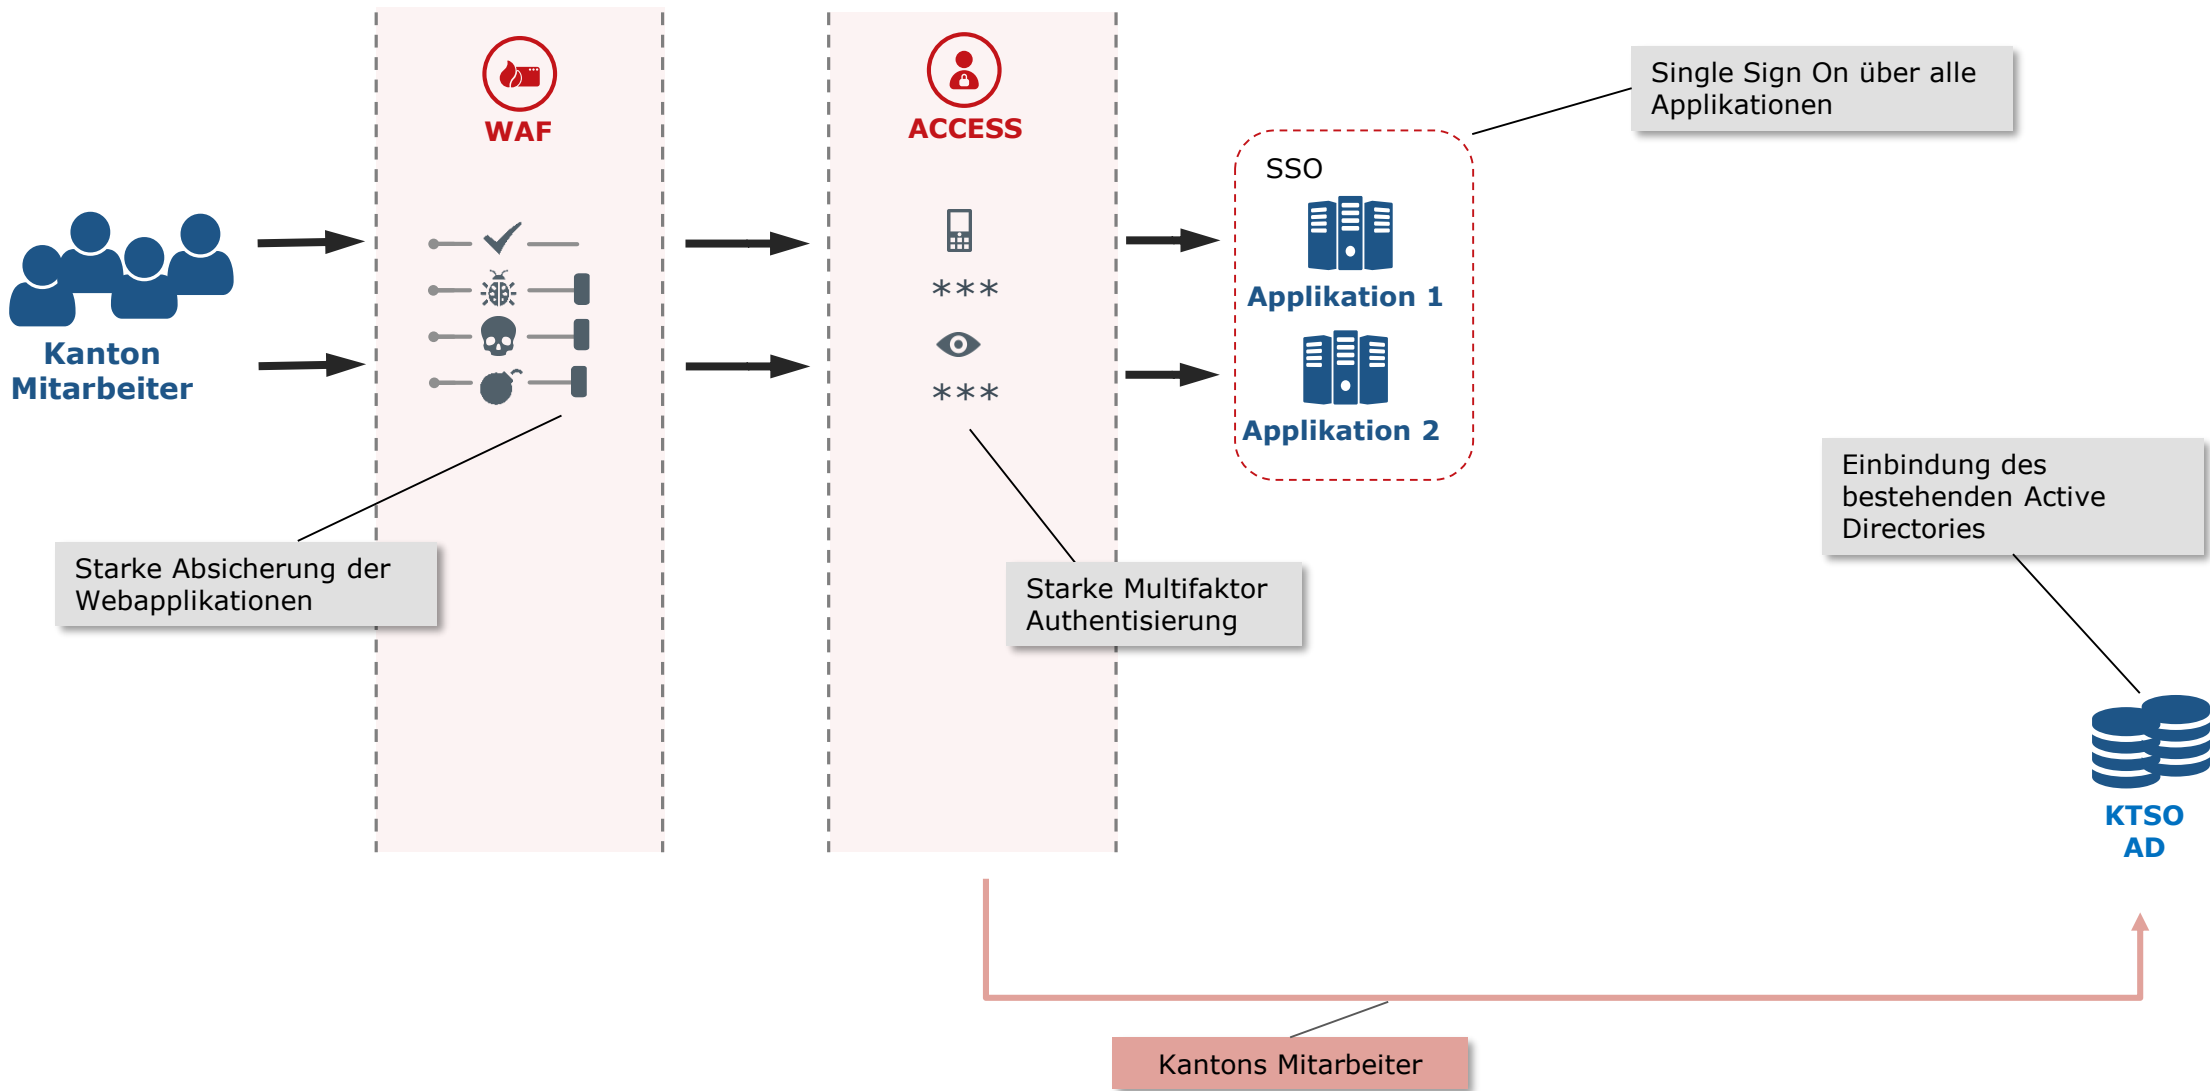 WAF
ACCESS
Single Sign On über alle
Applikationen
SSO
Applikation 1
Applikation 2
Kanton
Mitarbeiter
***
***
Starke Absicherung der
Webapplikationen
Starke Multifaktor
Authentisierung
Einbindung des
bestehenden Active
Directories
KTSO
AD
Kantons Mitarbeiter